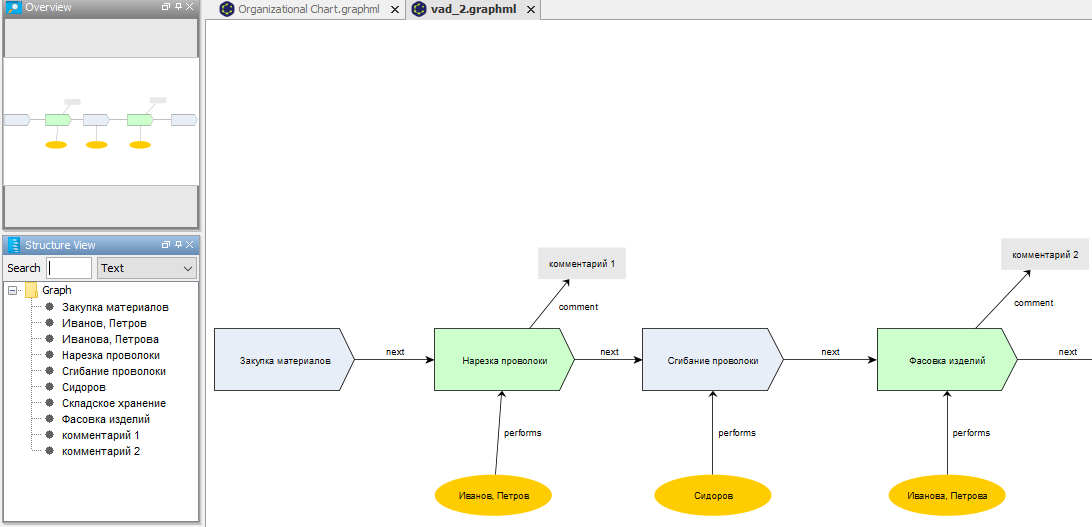 Overview
Organizational Chart.graphml
vad_2.graphml
Structure View
Search
Text
Graph
Закупка материалов
Иванов, Петров
Иванова, Петрова
Нарезка проволоки
Сгибание проволоки
Сидоров
Складское хранение
Фасовка изделий
комментарий 1
комментарий 2
комментарий 1
комментарий 2
comment
comment
Закупка материалов
next
Нарезка проволоки
next
Сгибание проволоки
next
Фасовка изделий
next
performs
performs
performs
Иванов, Петров
Сидоров
Иванова, Петрова